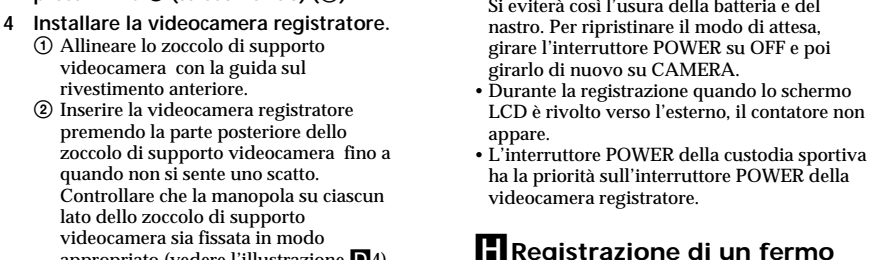 4 Installare la videocamera registratore.
① Allineare lo zoccolo di supporto
videocamera con la guida sul
rivestimento anteriore.
② Inserire la videocamera registratore
premendo la parte posteriore dello
zoccolo di supporto videocamera fino a
quando non si sente uno scatto.
Controllare che la manopola su ciascun
lato dello zoccolo di supporto
videocamera sia fissata in modo
appropriato (vedere l'illustrazione D4)
Si eviterà così l'usura della batteria e del
nastro. Per ripristinare il modo di attesa,
girare l'interruttore POWER su OFF e poi
girarlo di nuovo su CAMERA.
• Durante la registrazione quando lo schermo
LCD è rivolto verso l'esterno, il contatore non
appare.
• L'interruttore POWER della custodia sportiva
ha la priorità sull'interruttore POWER della
videocamera registratore.
H Registrazione di un fermo